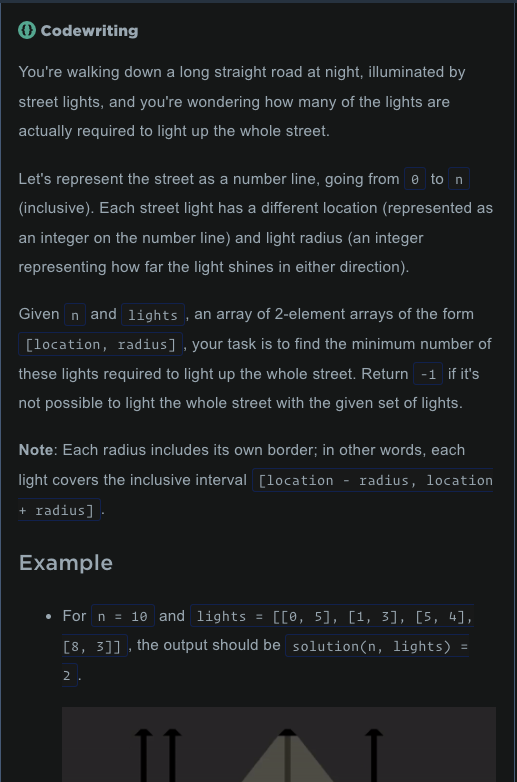 Codewriting
You're walking down a long straight road at night, illuminated by
street lights, and you're wondering how many of the lights are
actually required to light up the whole street.
Let's represent the street as a number line, going from 0 to n
(inclusive). Each street light has a different location (represented as
an integer on the number line) and light radius (an integer
representing how far the light shines in either direction).
Given n and lights, an array of 2-element arrays of the form
[location, radius], your task is to find the minimum number of
these lights required to light up the whole street. Return -1 if it's
not possible to light the whole street with the given set of lights.
Note: Each radius includes its own border; in other words, each
light covers the inclusive interval [location - radius, location
+ radius].
Example
• For n = 10 and lights = [[0, 5], [1, 3], [5, 4],
[8, 3]], the output should be solution(n, lights) =
2.